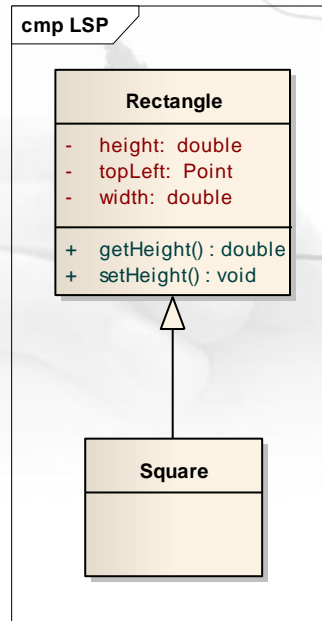 cmp LSP
Rectangle
- height: double
- topLeft: Point
- width: double
+ getHeight() : double
+ setHeight() : void
Square